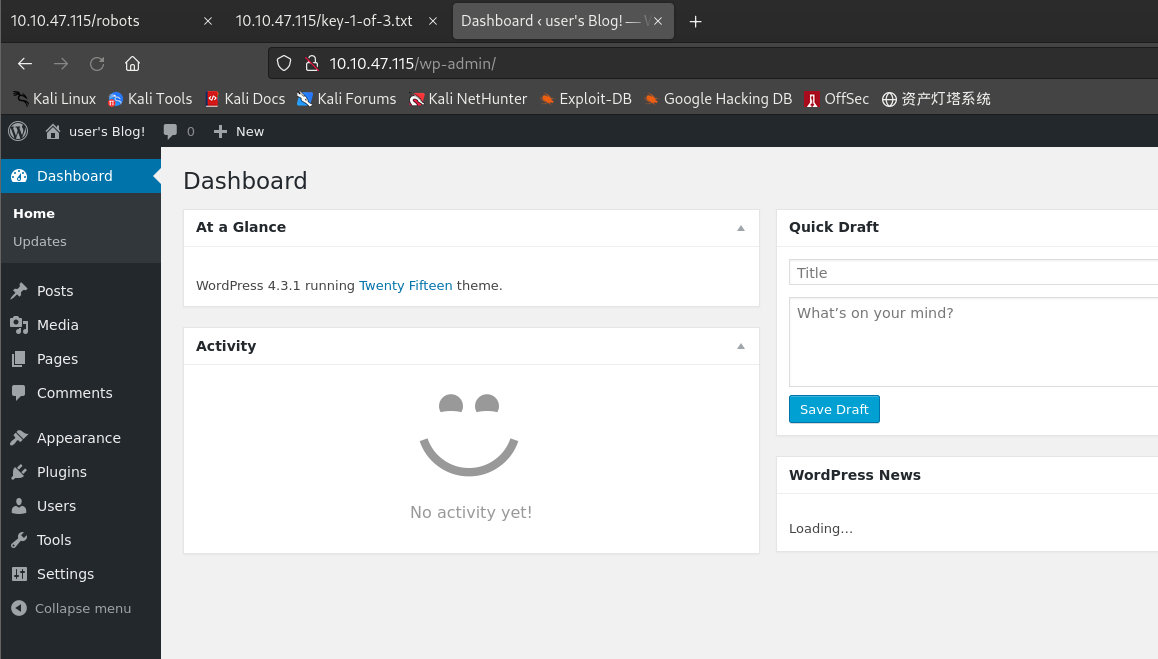 10.10.47.115/robots
10.10.47.115/key-1-of-3.txt
Dashboard ‹ user's Blog! — W
10.10.47.115/wp-admin/
Kali Linux
Kali Tools
Kali Docs
Kali Forums
Kali NetHunter
Exploit-DB
Google Hacking DB
OffSec
资产灯塔系统
user's Blog!
0
New
Dashboard
Home
Updates
Posts
Media
Pages
Comments
Appearance
Plugins
Users
Tools
Settings
Collapse menu
Dashboard
At a Glance
WordPress 4.3.1 running Twenty Fifteen theme.
Activity
No activity yet!
Quick Draft
Title
What's on your mind?
Save Draft
WordPress News
Loading...